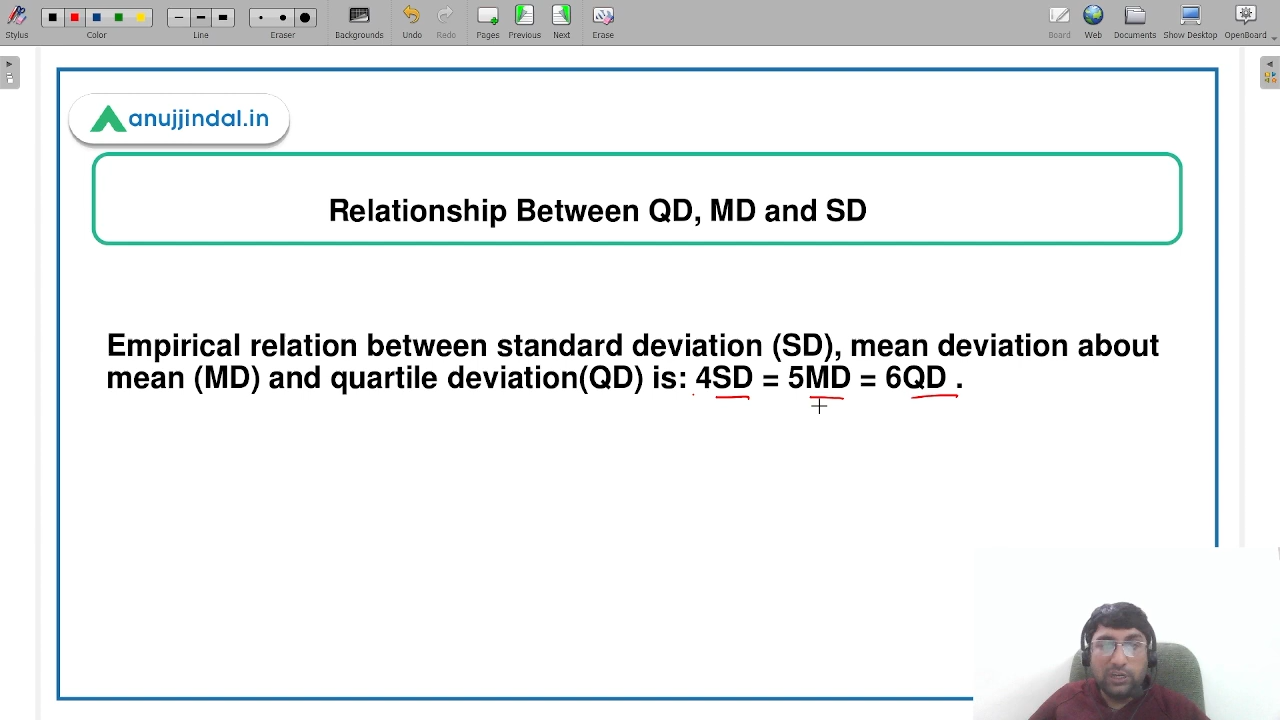 Stylus
Color
Line
Eraser
Backgrounds
Undo
Redo
Pages
Previous
Next
Erase
Board
Web
Documents
Show Desktop
OpenBoard
anujjindal.in
Relationship Between QD, MD and SD
Empirical relation between standard deviation (SD), mean deviation about
mean (MD) and quartile deviation(QD) is: 4SD = 5MD = 6QD .